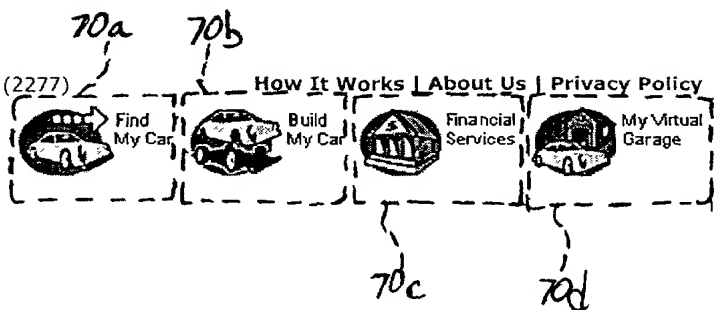 70a 70b
(2277) How It Works | About Us | Privacy Policy
Find Build Financial My Virtual
My Car My Car Services Garage
70c 70d